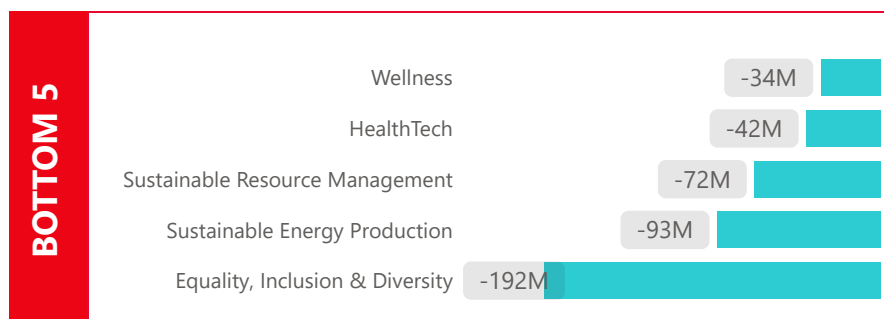 BOTTOM 5
Wellness -34M
HealthTech -42M
Sustainable Resource Management -72M
Sustainable Energy Production -93M
Equality, Inclusion & Diversity -192M